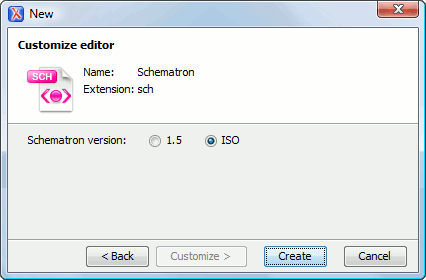 New
Customize editor
SCH
Name: Schematron
Extension: sch
Schematron version: 1.5 ISO
< Back Customize > Create Cancel